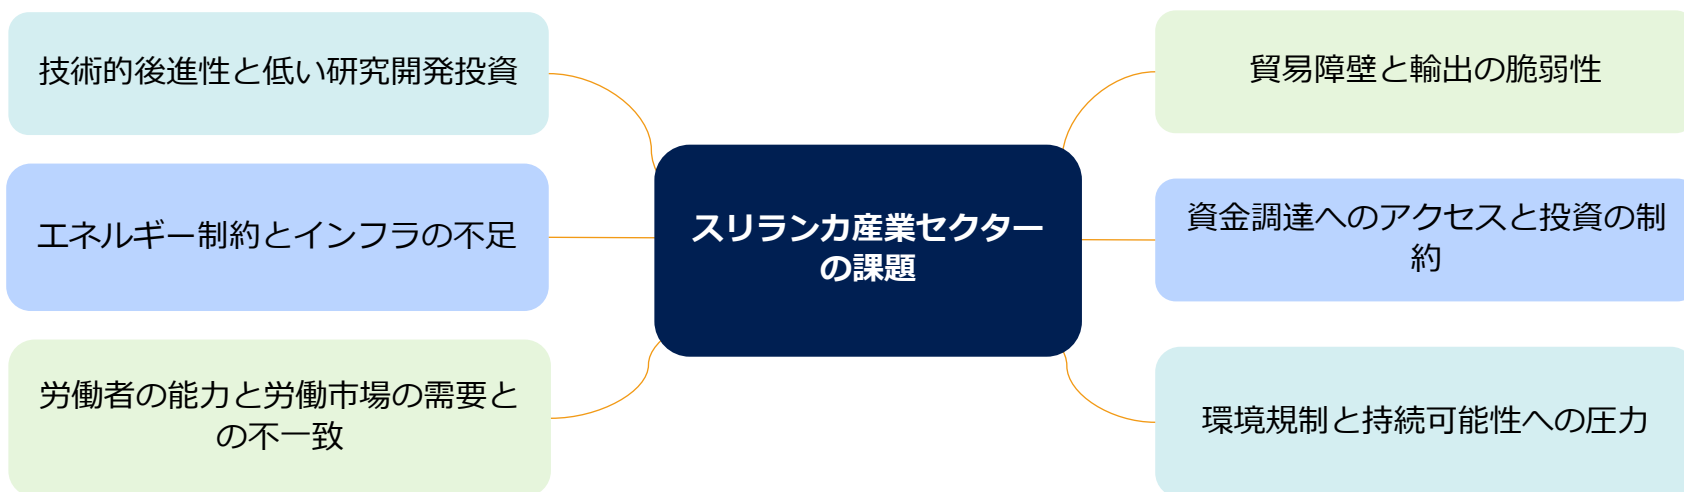 技術的後進性と低い研究開発投資
エネルギー制約とインフラの不足
労働者の能力と労働市場の需要と
の不一致
スリランカ産業セクター
の課題
貿易障壁と輸出の脆弱性
資金調達へのアクセスと投資の制
約
環境規制と持続可能性への圧力